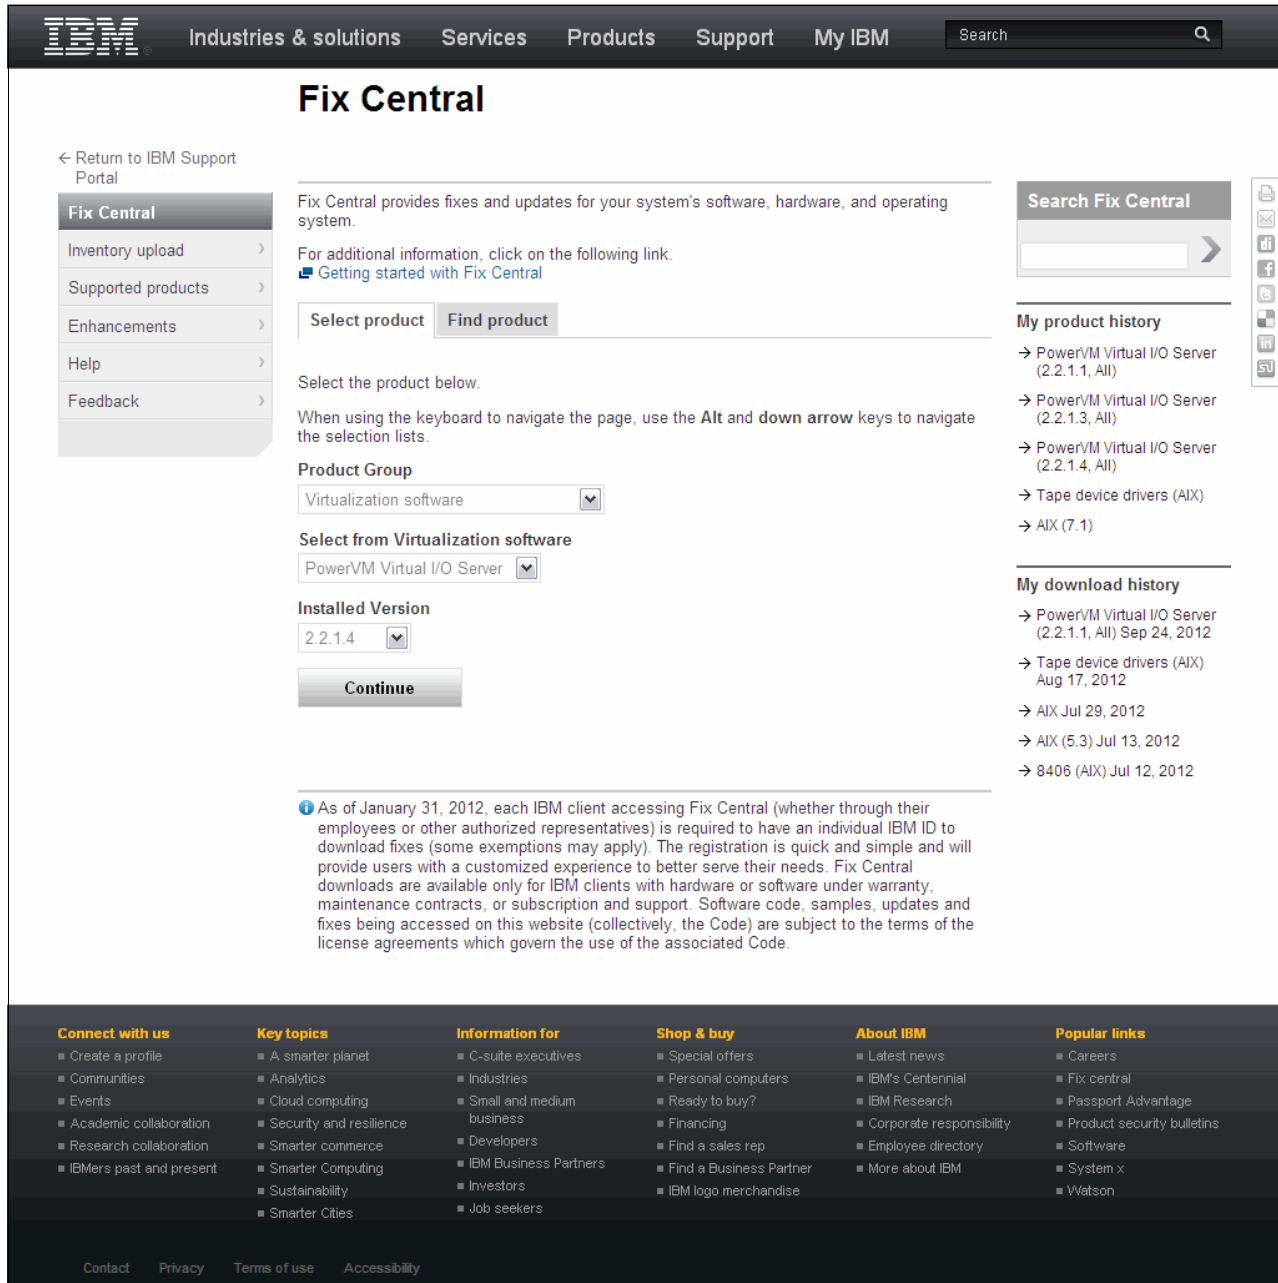 IBM®
Industries & solutions Services Products Support My IBM Search
Fix Central
← Return to IBM Support
Portal
Fix Central
Inventory upload
Supported products
Enhancements
Help
Feedback
Fix Central provides fixes and updates for your system's software, hardware, and operating
system.
For additional information, click on the following link.
Getting started with Fix Central
Select product Find product
Select the product below.
When using the keyboard to navigate the page, use the Alt and down arrow keys to navigate
the selection lists.
Product Group
Virtualization software
Select from Virtualization software
PowerVM Virtual I/O Server
Installed Version
2.2.1.4
Continue
Search Fix Central
My product history
→ PowerVM Virtual I/O Server
(2.2.1.1, All)
→ PowerVM Virtual I/O Server
(2.2.1.3, All)
→ PowerVM Virtual I/O Server
(2.2.1.4, All)
→ Tape device drivers (AIX)
→ AIX (7.1)
My download history
→ PowerVM Virtual I/O Server
(2.2.1.1, All) Sep 24, 2012
→ Tape device drivers (AIX)
Aug 17, 2012
→ AIX Jul 29, 2012
→ AIX (5.3) Jul 13, 2012
→ 8406 (AIX) Jul 12, 2012
As of January 31, 2012, each IBM client accessing Fix Central (whether through their
employees or other authorized representatives) is required to have an individual IBM ID to
download fixes (some exemptions may apply). The registration is quick and simple and will
provide users with a customized experience to better serve their needs. Fix Central
downloads are available only for IBM clients with hardware or software under warranty,
maintenance contracts, or subscription and support. Software code, samples, updates and
fixes being accessed on this website (collectively, the Code) are subject to the terms of the
license agreements which govern the use of the associated Code.
Connect with us
Create a profile
Communities
Events
Academic collaboration
Research collaboration
IBMers past and present
Key topics
A smarter planet
Analytics
Cloud computing
Security and resilience
Smarter commerce
Smarter Computing
Sustainability
Smarter Cities
Information for
C-suite executives
Industries
Small and medium
business
Developers
IBM Business Partners
Investors
Job seekers
Shop & buy
Special offers
Personal computers
Ready to buy?
Financing
Find a sales rep
Find a Business Partner
IBM logo merchandise
About IBM
Latest news
IBM's Centennial
IBM Research
Corporate responsibility
Employee directory
More about IBM
Popular links
Careers
Fix central
Passport Advantage
Product security bulletins
Software
System x
Watson
Contact Privacy Terms of use Accessibility